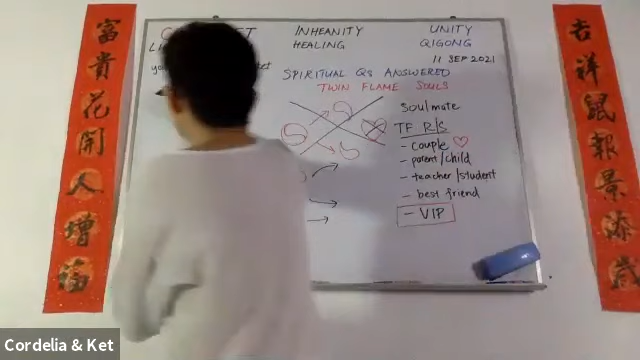 富貴花開人增福
INHEANITY
HEALING
UNITY
QIGONG
11 SEP 2021
SPIRITUAL QS ANSWERED
TWIN FLAME SOULS
Soulmate
TF R/S
- couple
- parent/child
- teacher/student
- best friend
- VIP
吉祥鼠報景添歲
Cordelia & Ket